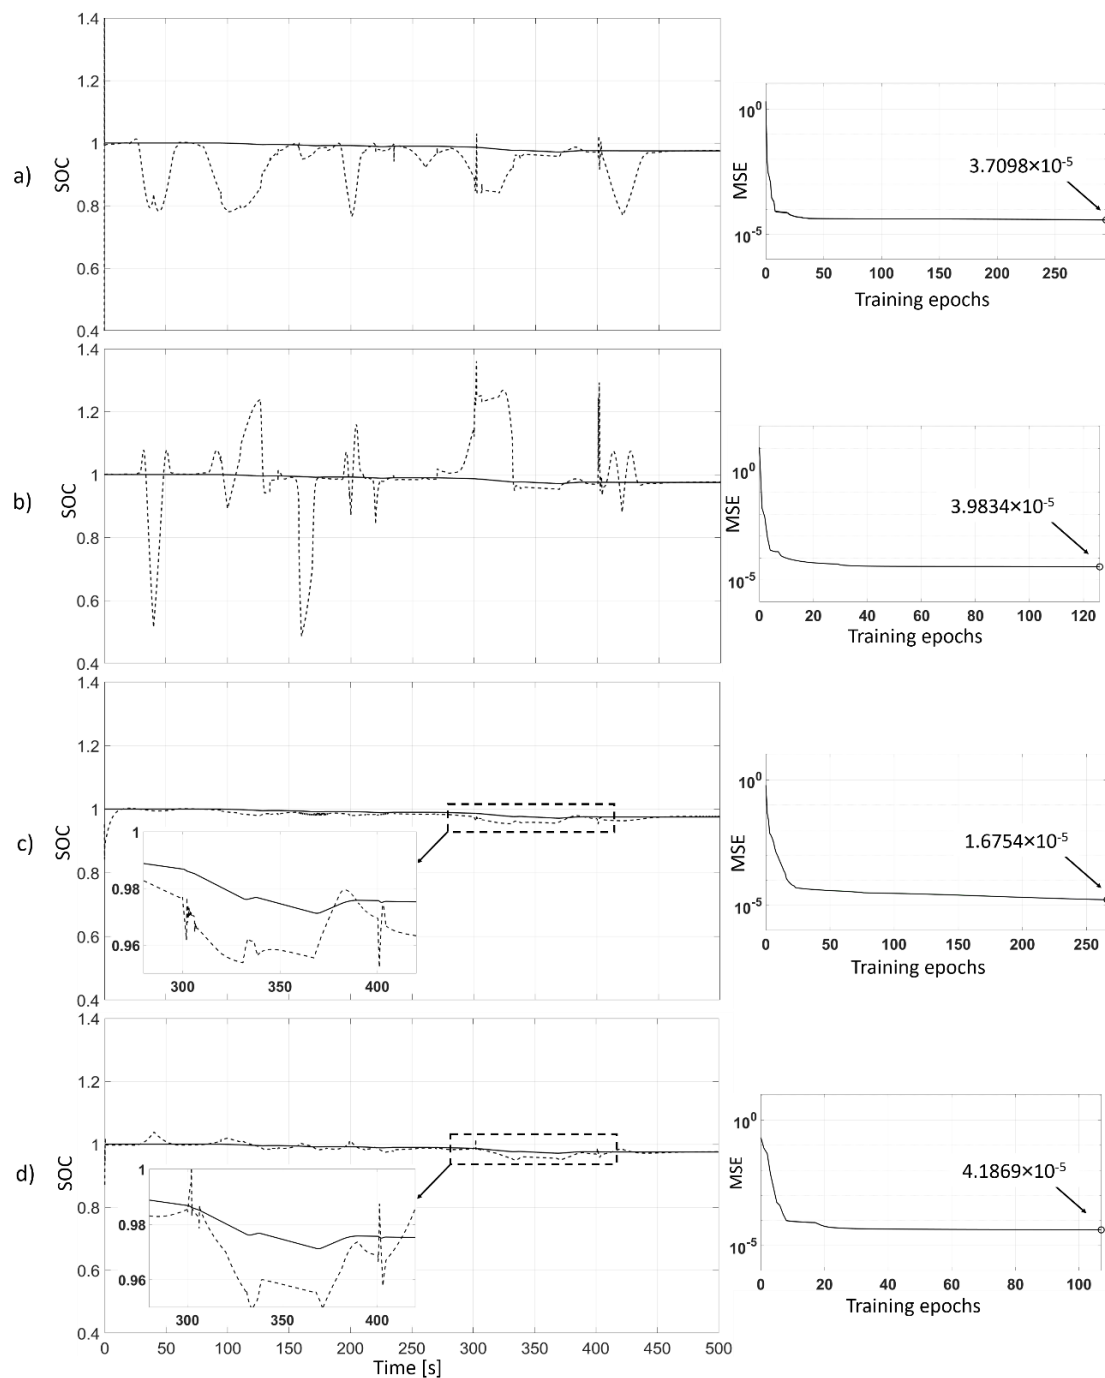 a)
SOC
1.4
1.2
1
0.8
0.6
0.4
MSE
10^0
10^-5
3.7098×10^-5
0 50 100 150 200 250
Training epochs
b)
SOC
1.4
1.2
1
0.8
0.6
0.4
MSE
10^0
10^-5
3.9834×10^-5
0 20 40 60 80 100 120
Training epochs
c)
SOC
1.4
1.2
1
0.8
0.6
0.4
1
0.98
0.96
300 350 400
MSE
10^0
10^-5
1.6754×10^-5
0 50 100 150 200 250
Training epochs
d)
SOC
1.4
1.2
1
0.8
0.6
0.4
1
0.98
0.96
300 350 400
0 50 100 150 200 250 300 350 400 450 500
Time [s]
MSE
10^0
10^-5
4.1869×10^-5
0 20 40 60 80 100
Training epochs